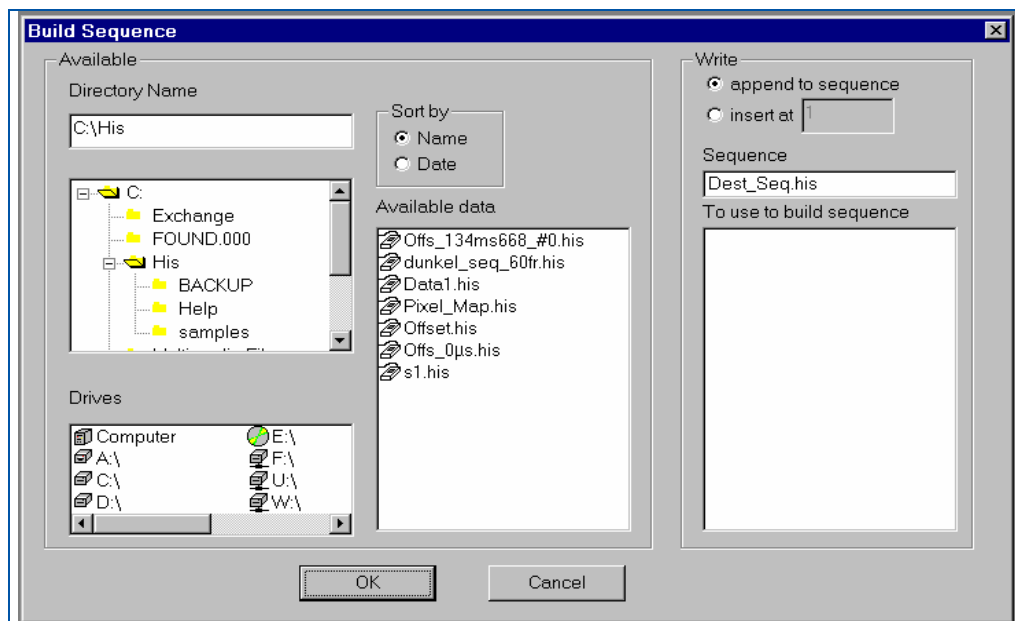 Build Sequence
Available
Directory Name
C:\His
Sort by
Name
Date
C:
Exchange
FOUND.000
His
BACKUP
Help
samples
Available data
Offs_134ms668_#0.his
dunkel_seq_60fr.his
Data1.his
Pixel_Map.his
Offset.his
Offs_0µs.his
s1.his
Drives
Computer
A:\
C:\
D:\
E:\
F:\
U:\
W:\
Write
append to sequence
insert at 1
Sequence
Dest_Seq.his
To use to build sequence
OK
Cancel